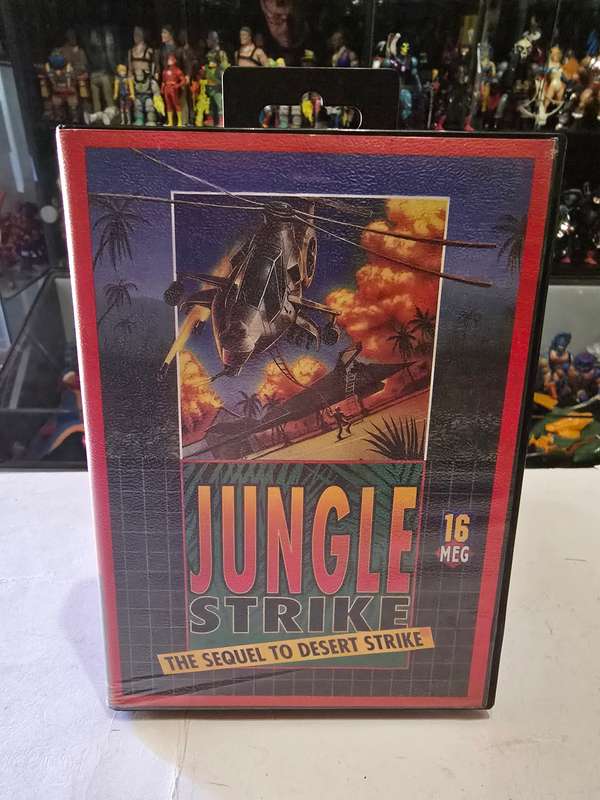 JUNGLE
STRIKE
THE SEQUEL TO DESERT STRIKE
16
MEG